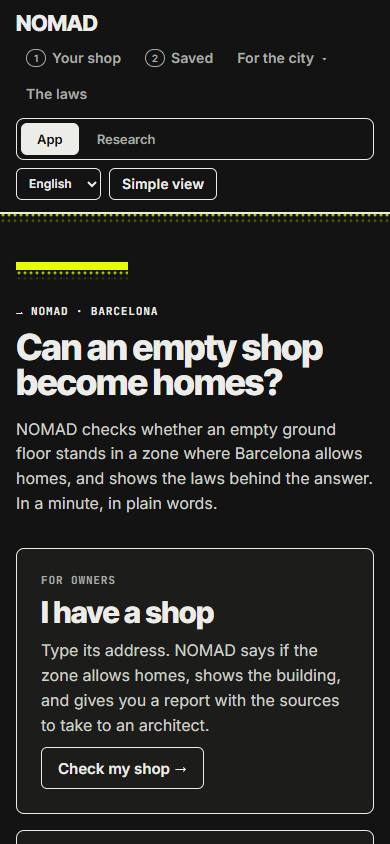 NOMAD
1 Your shop 2 Saved For the city
The laws
App Research
English Simple view
→ NOMAD · BARCELONA
Can an empty shop
become homes?
NOMAD checks whether an empty ground
floor stands in a zone where Barcelona allows
homes, and shows the laws behind the answer.
In a minute, in plain words.
FOR OWNERS
I have a shop
Type its address. NOMAD says if the
zone allows homes, shows the building,
and gives you a report with the sources
to take to an architect.
Check my shop →